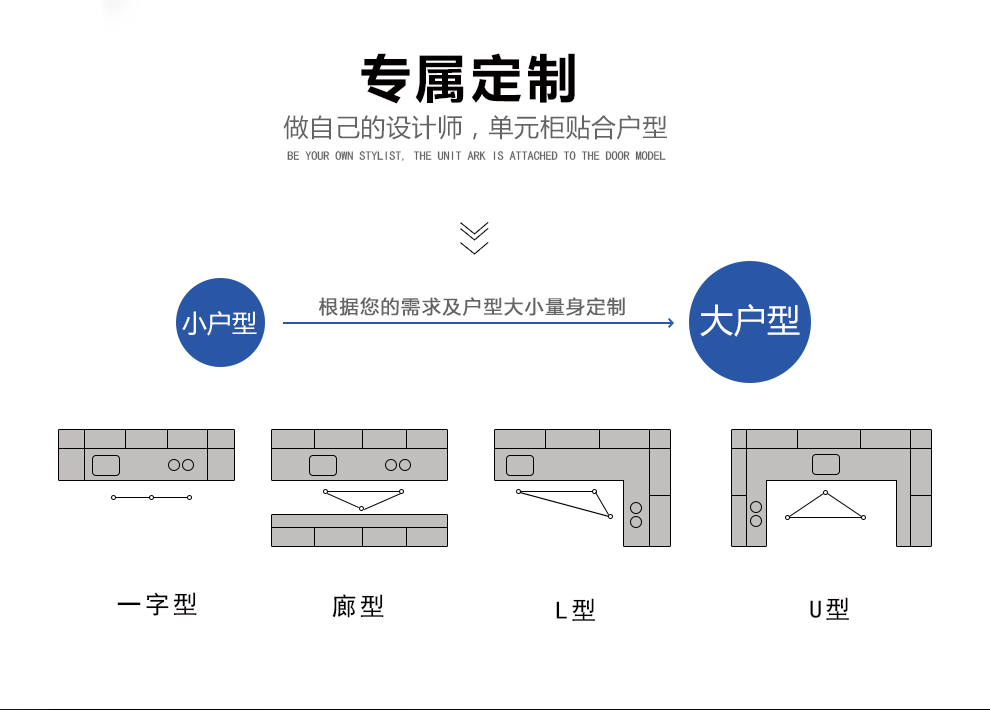 专属定制
做自己的设计师，单元柜贴合户型
BE YOUR OWN STYLIST, THE UNIT ARK IS ATTACHED TO THE DOOR MODEL
小户型
根据您的需求及户型大小量身定制
大户型
一字型
廊型
L型
U型